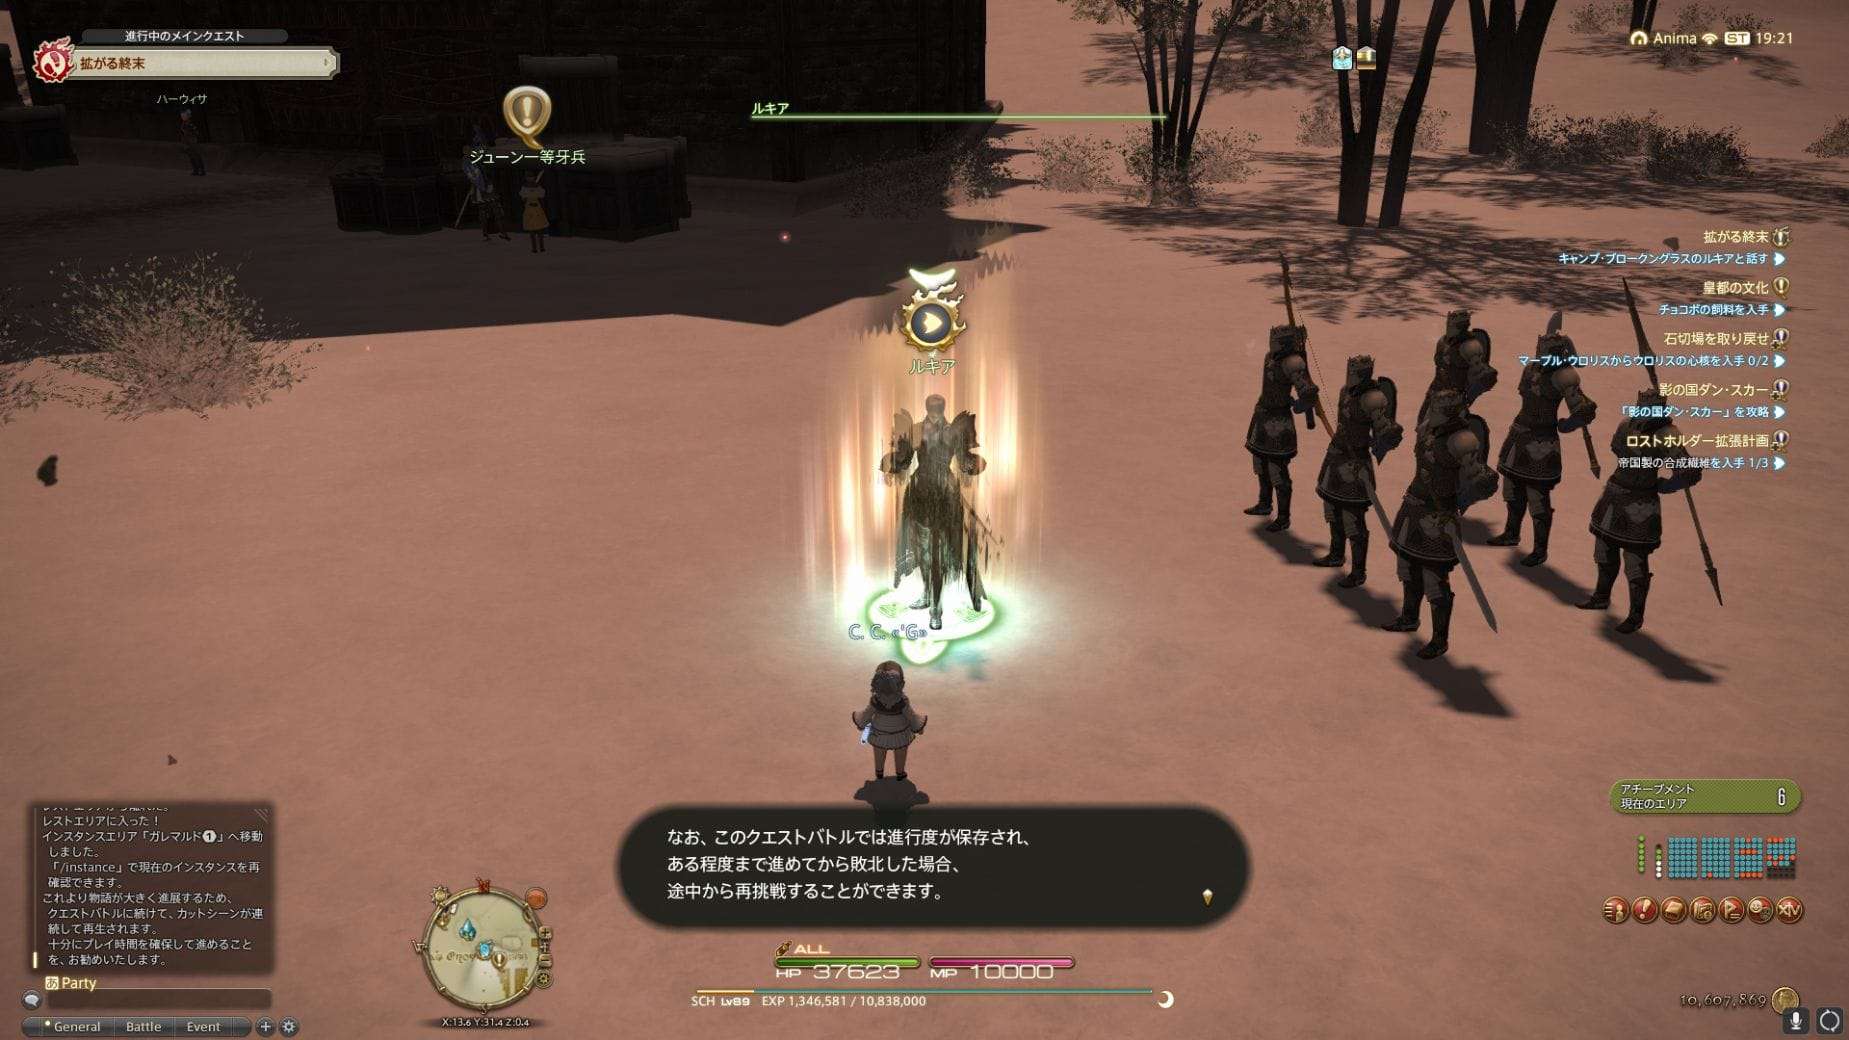 進行中のメインクエスト
拡がる終末
ハーウィサ
ジューン一等牙兵
ルキア
Anima ST 19:21
拡がる終末
キャンプ・ブロークングラスのルキアと話す
皇都の文化
チョコボの飼料を入手
石切場を取り戻せ
マーブル・ウロリスからウロリスの心核を入手 0/2
影の国ダン・スカー
「影の国ダン・スカー」を攻略
ロストホルダー拡張計画
帝国製の合成繊維を入手 1/3
ルキア
C. C. «'G»
アチーブメント
現在のエリア
6
なお、このクエストバトルでは進行度が保存され、
ある程度まで進めてから敗北した場合、
途中から再挑戦することができます。
レストエリアから離れた。
レストエリアに入った！
インスタンスエリア「ガレマルド1」へ移動
しました。
「/instance」で現在のインスタンスを再
確認できます。
これより物語が大きく進展するため、
クエストバトルに続けて、カットシーンが連
続して再生されます。
十分にプレイ時間を確保して進めること
を、お勧めいたします。
あ Party
General Battle Event
X:13.6 Y:31.4 Z:0.4
ALL
HP 37623 MP 10000
SCH Lv89 EXP 1,346,581 / 10,838,000
XIV
10,607,869